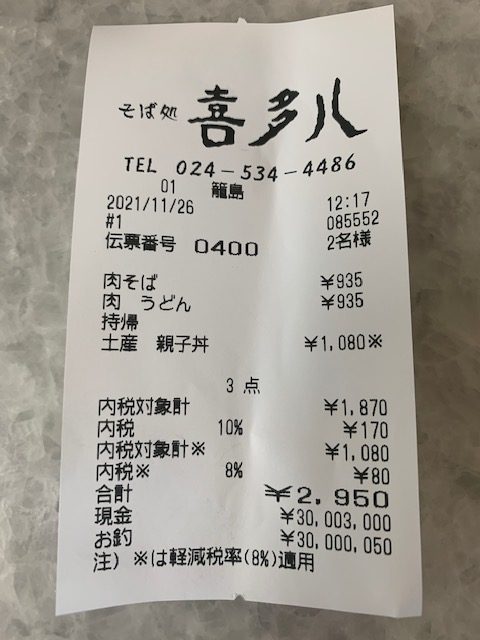 そば処 喜多八
TEL 024-534-4486
01 籠島
2021/11/26 12:17
#1 085552
伝票番号 0400 2名様
肉そば ¥935
肉 うどん ¥935
持帰
土産 親子丼 ¥1,080※
3 点
内税対象計 ¥1,870
内税 10% ¥170
内税対象計※ ¥1,080
内税※ 8% ¥80
合計 ¥2,950
現金 ¥30,003,000
お釣 ¥30,000,050
注) ※は軽減税率(8%)適用